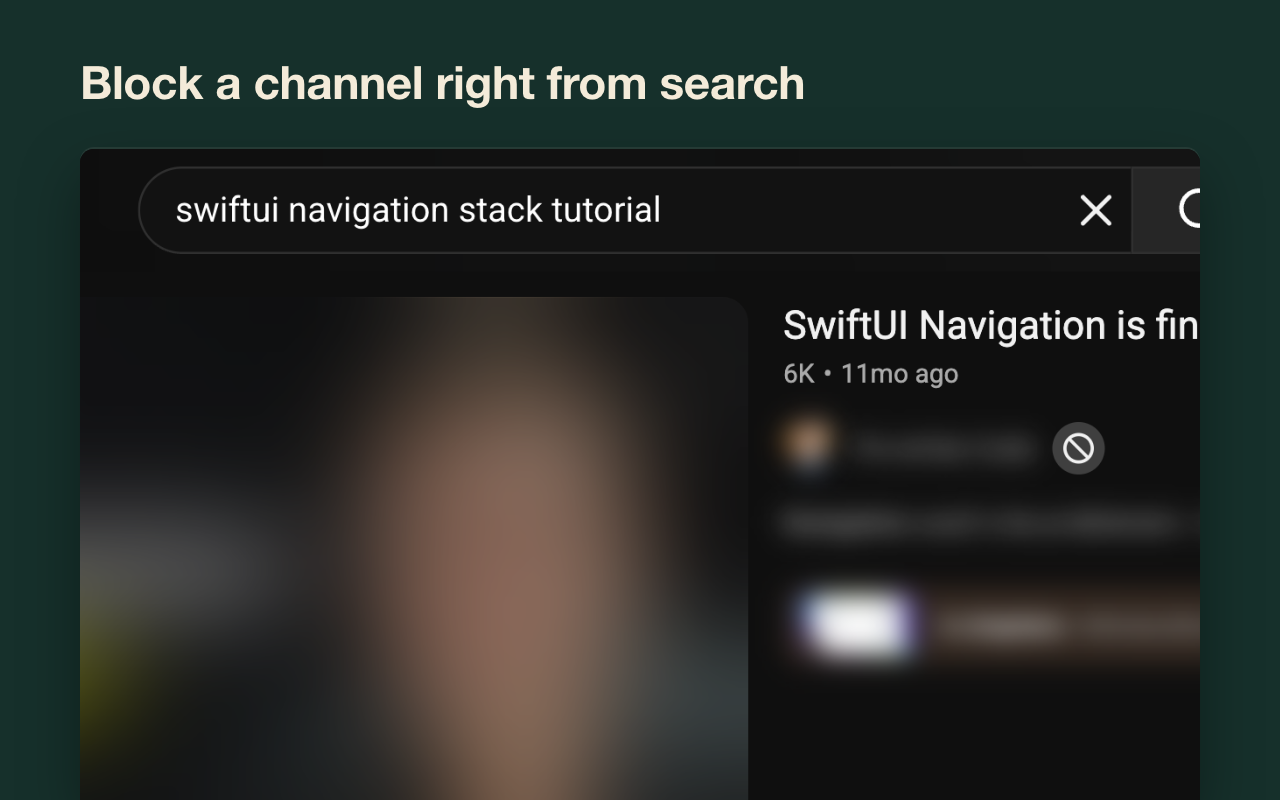 Block a channel right from search
swiftui navigation stack tutorial
SwiftUI Navigation is fin
6K • 11mo ago